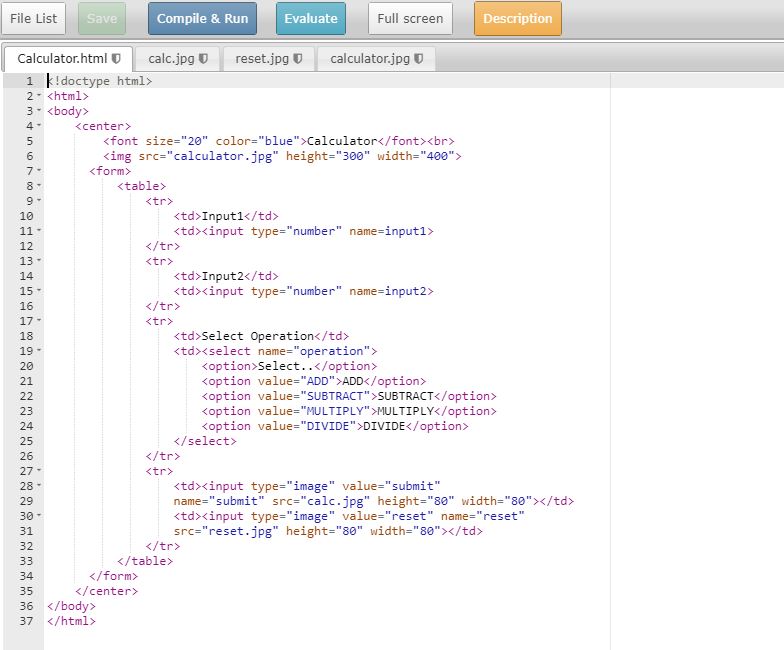 File List Save Compile & Run Evaluate Full screen Description
Calculator.html calc.jpg reset.jpg calculator.jpg
1 <!doctype html>
2 <html>
3 <body>
4 <center>
5 <font size="20" color="blue">Calculator</font><br>
6 <img src="calculator.jpg" height="300" width="400">
7 <form>
8 <table>
9 <tr>
10 <td>Input1</td>
11 <td><input type="number" name=input1>
12 </tr>
13 <tr>
14 <td>Input2</td>
15 <td><input type="number" name=input2>
16 </tr>
17 <tr>
18 <td>Select Operation</td>
19 <td><select name="operation">
20 <option>Select..</option>
21 <option value="ADD">ADD</option>
22 <option value="SUBTRACT">SUBTRACT</option>
23 <option value="MULTIPLY">MULTIPLY</option>
24 <option value="DIVIDE">DIVIDE</option>
25 </select>
26 </tr>
27 <tr>
28 <td><input type="image" value="submit"
29 name="submit" src="calc.jpg" height="80" width="80"></td>
30 <td><input type="image" value="reset" name="reset"
31 src="reset.jpg" height="80" width="80"></td>
32 </tr>
33 </table>
34 </form>
35 </center>
36 </body>
37 </html>